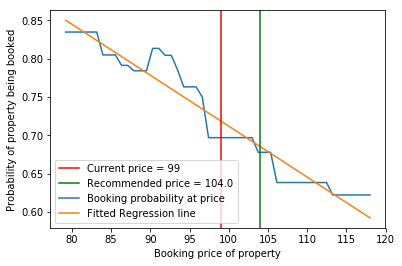 0.85
0.80
0.75
0.70
0.65
0.60
Probability of property being booked
Current price = 99
Recommended price = 104.0
Booking probability at price
Fitted Regression line
80 85 90 95 100 105 110 115 120
Booking price of property